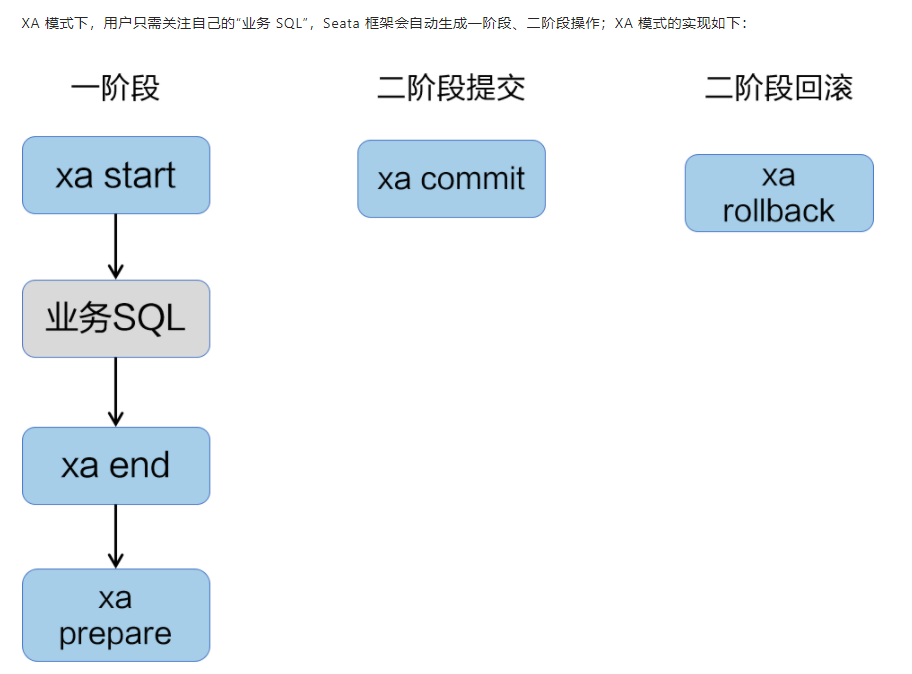 XA 模式下，用户只需关注自己的“业务 SQL”，Seata 框架会自动生成一阶段、二阶段操作；XA 模式的实现如下：
一阶段
二阶段提交
二阶段回滚
xa start
xa commit
xa
rollback
业务SQL
xa end
xa
prepare